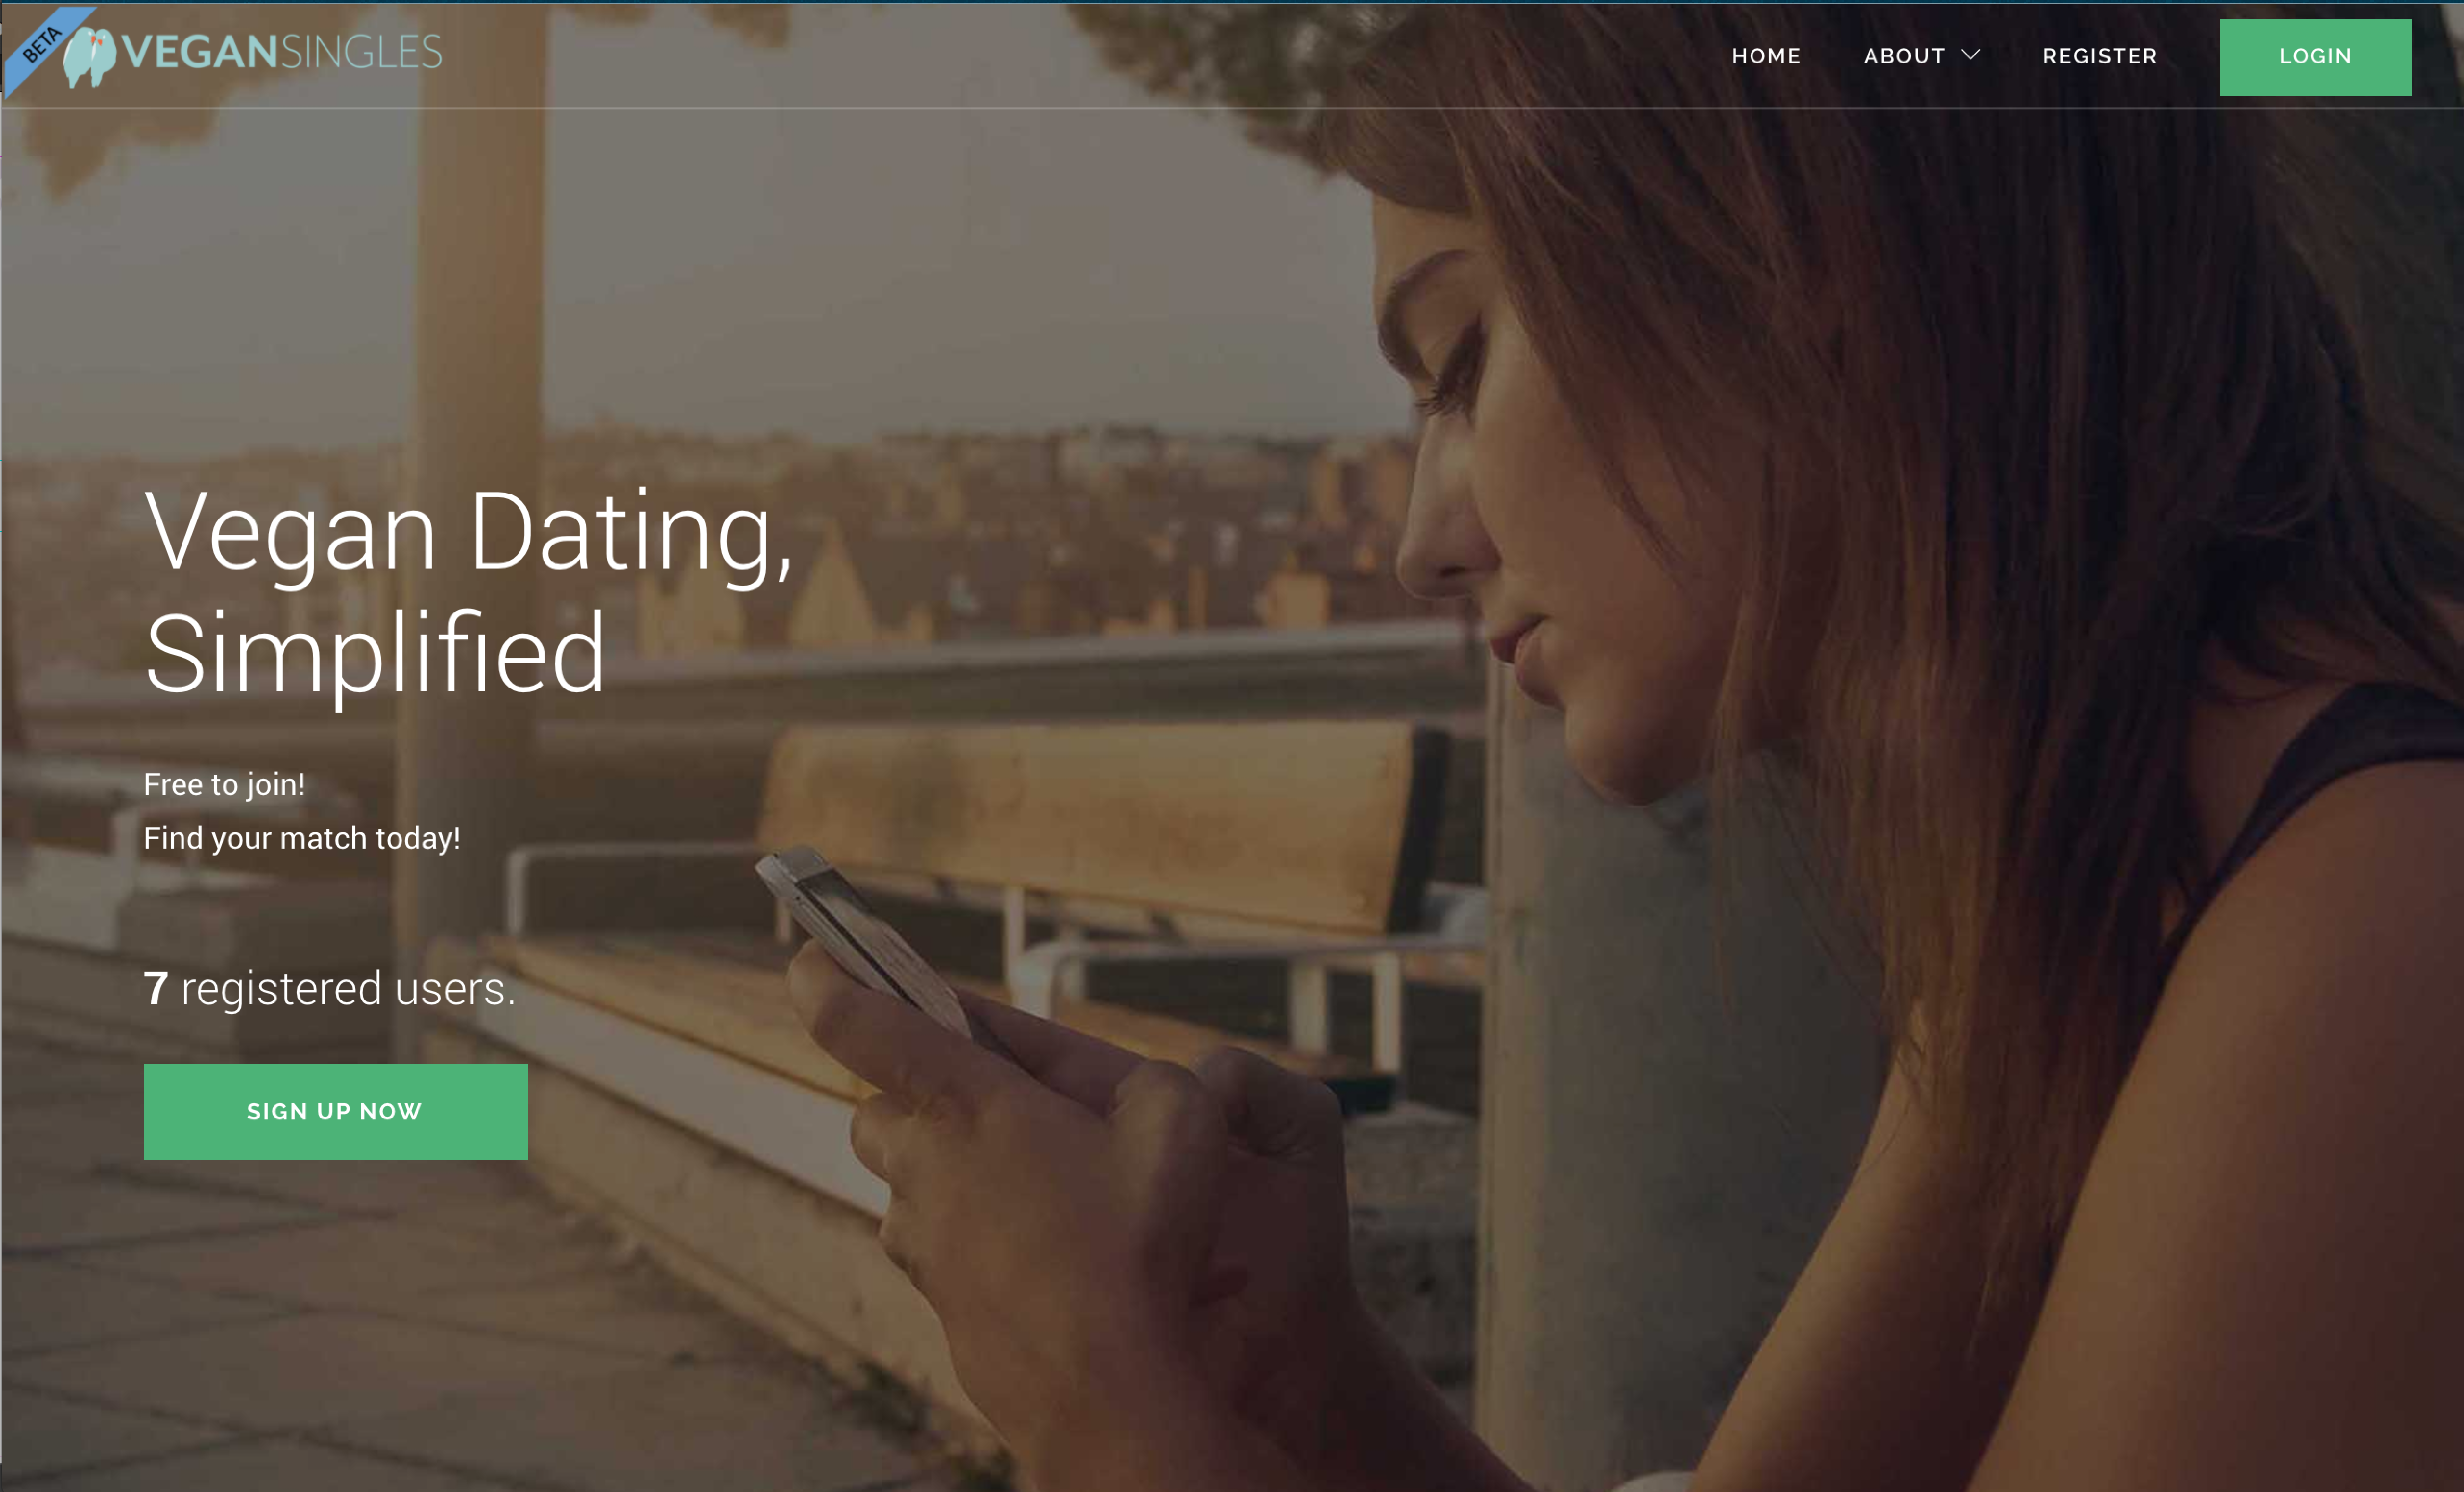 BETA
VEGANSINGLES
HOME
ABOUT
REGISTER
LOGIN
Vegan Dating,
Simplified
Free to join!
Find your match today!
7 registered users.
SIGN UP NOW